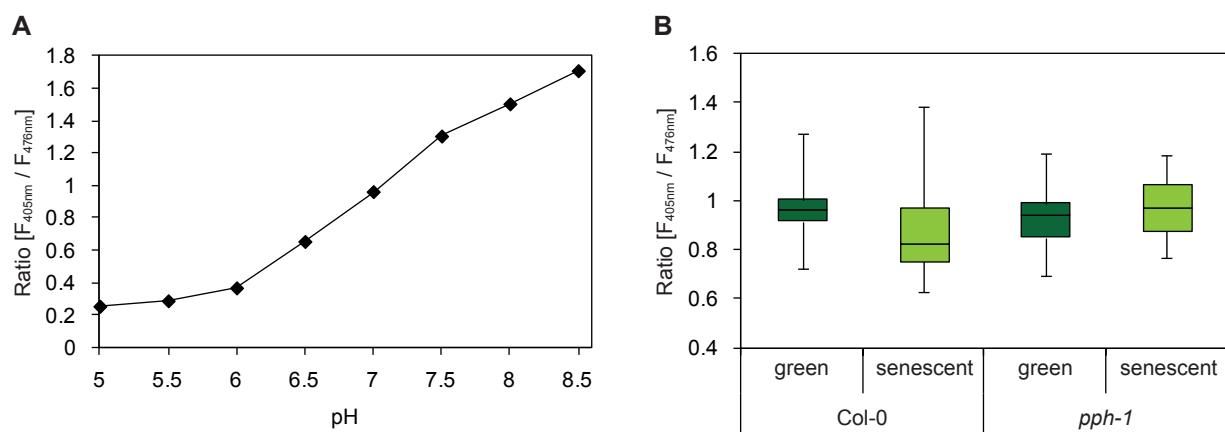 A
Ratio [F405nm / F476nm]
1.8
1.6
1.4
1.2
1
0.8
0.6
0.4
0.2
0
5 5.5 6 6.5 7 7.5 8 8.5
pH
B
Ratio [F405nm / F476nm]
1.6
1.4
1.2
1
0.8
0.6
0.4
green senescent green senescent
Col-0 pph-1